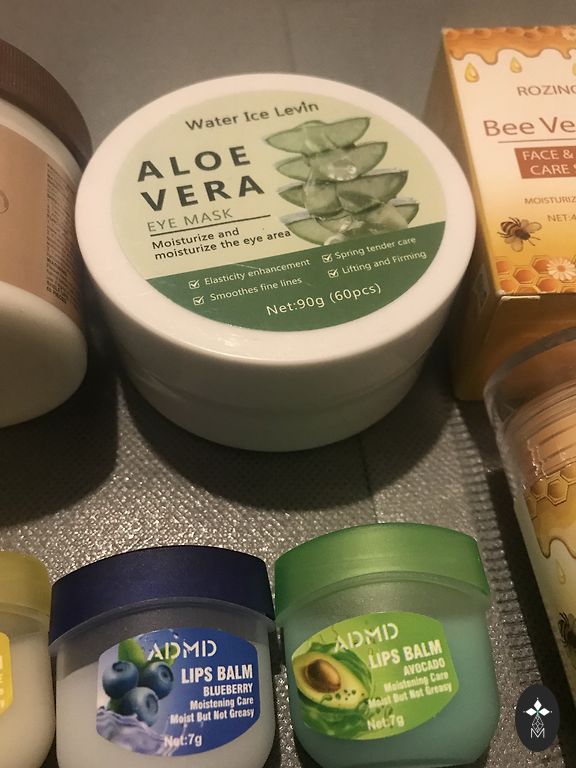 Water Ice Levin
ALOE
VERA
EYE MASK
Moisturize and
moisturize the eye area
Elasticity enhancement
Spring tender care
Smoothes fine lines
Lifting and Firming
Net:90g (60pcs)
ROZINO
Bee Ve
FACE &
CARE
MOISTURIZ
NET:4
ADMD
LIPS BALM
BLUEBERRY
Moistening Care
Moist But Not Greasy
Net:7g
ADMD
LIPS BALM
AVOCADO
Moistening Care
Moist But Not Greasy
Net:7g
M